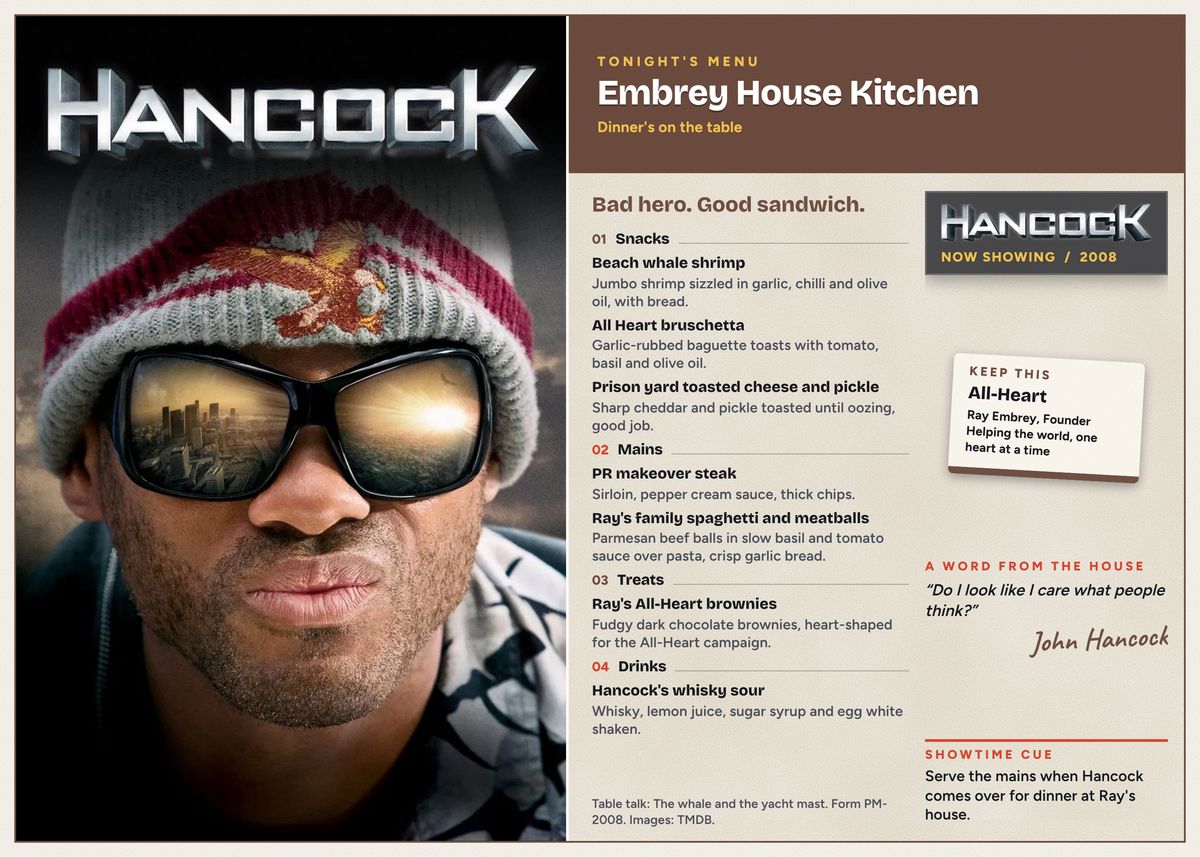 HANCOCK
TONIGHT'S MENU
Embrey House Kitchen
Dinner's on the table
Bad hero. Good sandwich.
01 Snacks
Beach whale shrimp
Jumbo shrimp sizzled in garlic, chilli and olive
oil, with bread.
All Heart bruschetta
Garlic-rubbed baguette toasts with tomato,
basil and olive oil.
Prison yard toasted cheese and pickle
Sharp cheddar and pickle toasted until oozing,
good job.
02 Mains
PR makeover steak
Sirloin, pepper cream sauce, thick chips.
Ray's family spaghetti and meatballs
Parmesan beef balls in slow basil and tomato
sauce over pasta, crisp garlic bread.
03 Treats
Ray's All-Heart brownies
Fudgy dark chocolate brownies, heart-shaped
for the All-Heart campaign.
04 Drinks
Hancock's whisky sour
Whisky, lemon juice, sugar syrup and egg white
shaken.
Table talk: The whale and the yacht mast. Form PM-
2008. Images: TMDB.
HANCOCK
NOW SHOWING / 2008
KEEP THIS
All-Heart
Ray Embrey, Founder
Helping the world, one
heart at a time
A WORD FROM THE HOUSE
“Do I look like I care what people
think?”
John Hancock
SHOWTIME CUE
Serve the mains when Hancock
comes over for dinner at Ray's
house.